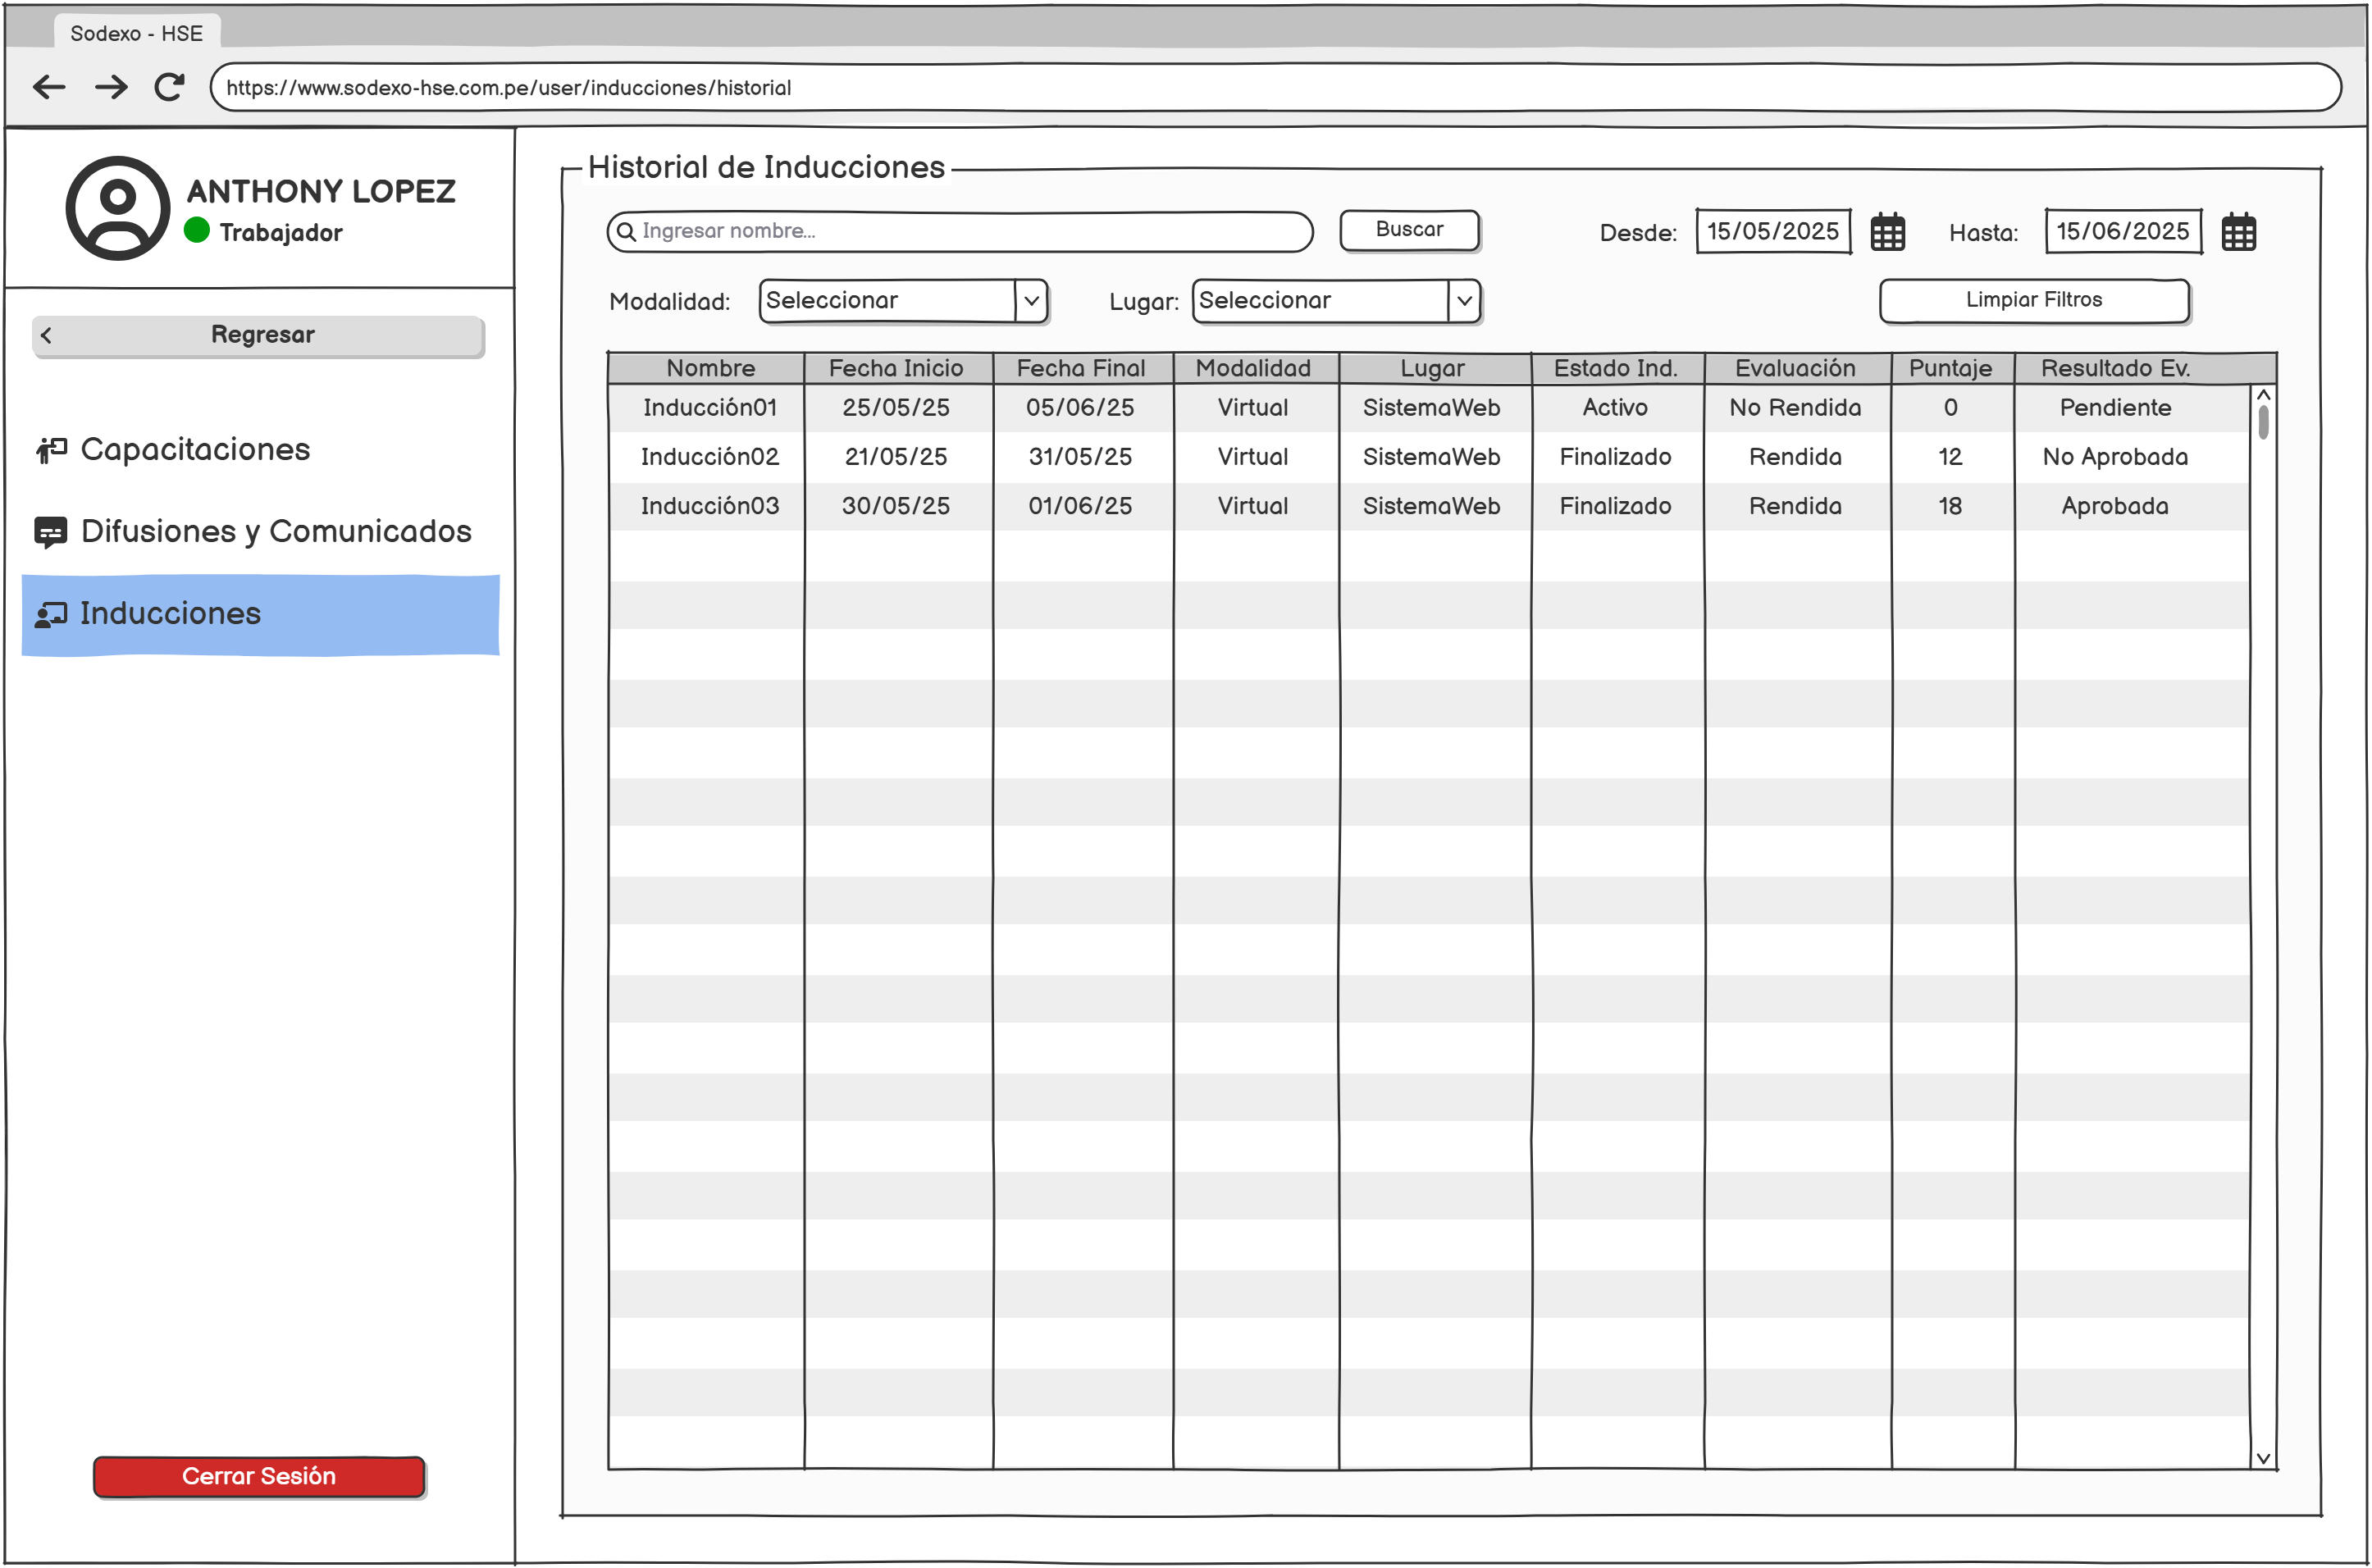 Sodexo - HSE
https://www.sodexo-hse.com.pe/user/inducciones/historial
ANTHONY LOPEZ
Trabajador
Regresar
Capacitaciones
Difusiones y Comunicados
Inducciones
Cerrar Sesión
Historial de Inducciones
Ingresar nombre... Buscar Desde: 15/05/2025 Hasta: 15/06/2025
Modalidad: Seleccionar Lugar: Seleccionar Limpiar Filtros
Nombre Fecha Inicio Fecha Final Modalidad Lugar Estado Ind. Evaluación Puntaje Resultado Ev.
Inducción01 25/05/25 05/06/25 Virtual SistemaWeb Activo No Rendida 0 Pendiente
Inducción02 21/05/25 31/05/25 Virtual SistemaWeb Finalizado Rendida 12 No Aprobada
Inducción03 30/05/25 01/06/25 Virtual SistemaWeb Finalizado Rendida 18 Aprobada